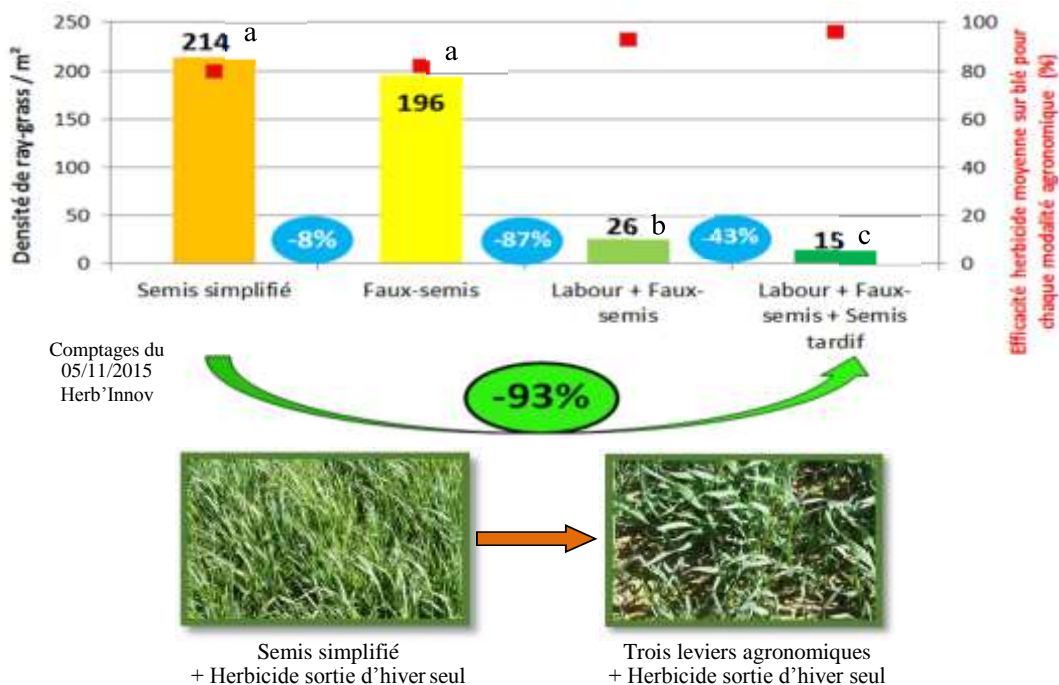 Densité de ray-grass / m²
250
200
150
100
50
0
214
a
a
196
26
b
15
c
-8%
-87%
-43%
100
80
60
40
20
0
Efficacité herbicide moyenne sur blé pour
chaque modalité agronomique (%)
Semis simplifié
Faux-semis
Labour + Faux-
semis
Labour + Faux-
semis + Semis
tardif
Comptages du
05/11/2015
Herb’Innov
-93%
Semis simplifié
+ Herbicide sortie d’hiver seul
Trois leviers agronomiques
+ Herbicide sortie d’hiver seul